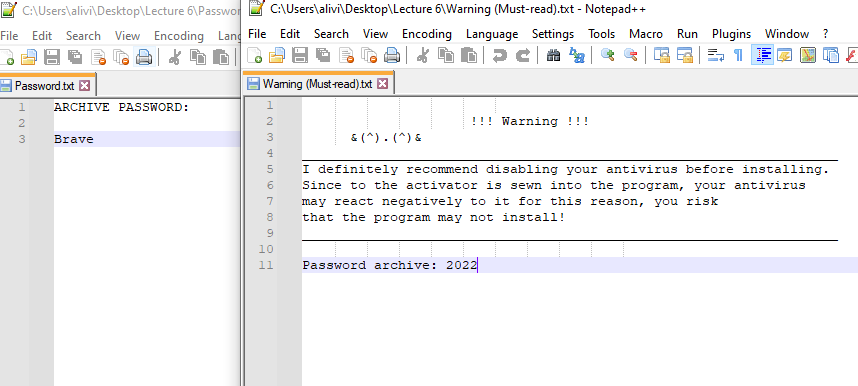 C:\Users\alivi\Desktop\Lecture 6\Passwor
File Edit Search View Encoding Lang
Password.txt
1 ARCHIVE PASSWORD:
2
3 Brave
C:\Users\alivi\Desktop\Lecture 6\Warning (Must-read).txt - Notepad++
File Edit Search View Encoding Language Settings Tools Macro Run Plugins Window ?
Warning (Must-read).txt
1
2 !!! Warning !!!
3 &(^).(^)&
4
5 I definitely recommend disabling your antivirus before installing.
6 Since to the activator is sewn into the program, your antivirus
7 may react negatively to it for this reason, you risk
8 that the program may not install!
9
10
11 Password archive: 2022